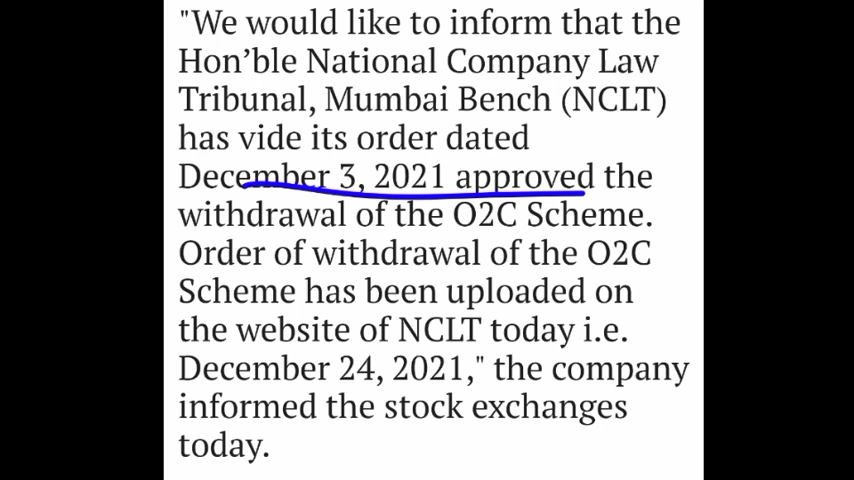 "We would like to inform that the
Hon’ble National Company Law
Tribunal, Mumbai Bench (NCLT)
has vide its order dated
December 3, 2021 approved the
withdrawal of the O2C Scheme.
Order of withdrawal of the O2C
Scheme has been uploaded on
the website of NCLT today i.e.
December 24, 2021," the company
informed the stock exchanges
today.